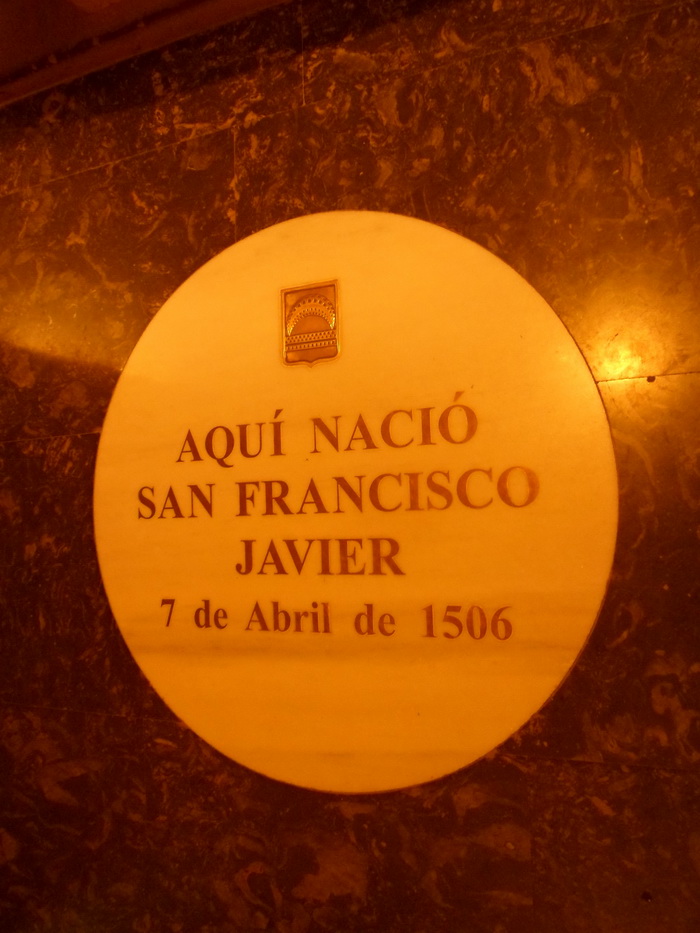 AQUÍ NACIÓ
SAN FRANCISCO
JAVIER
7 de Abril de 1506